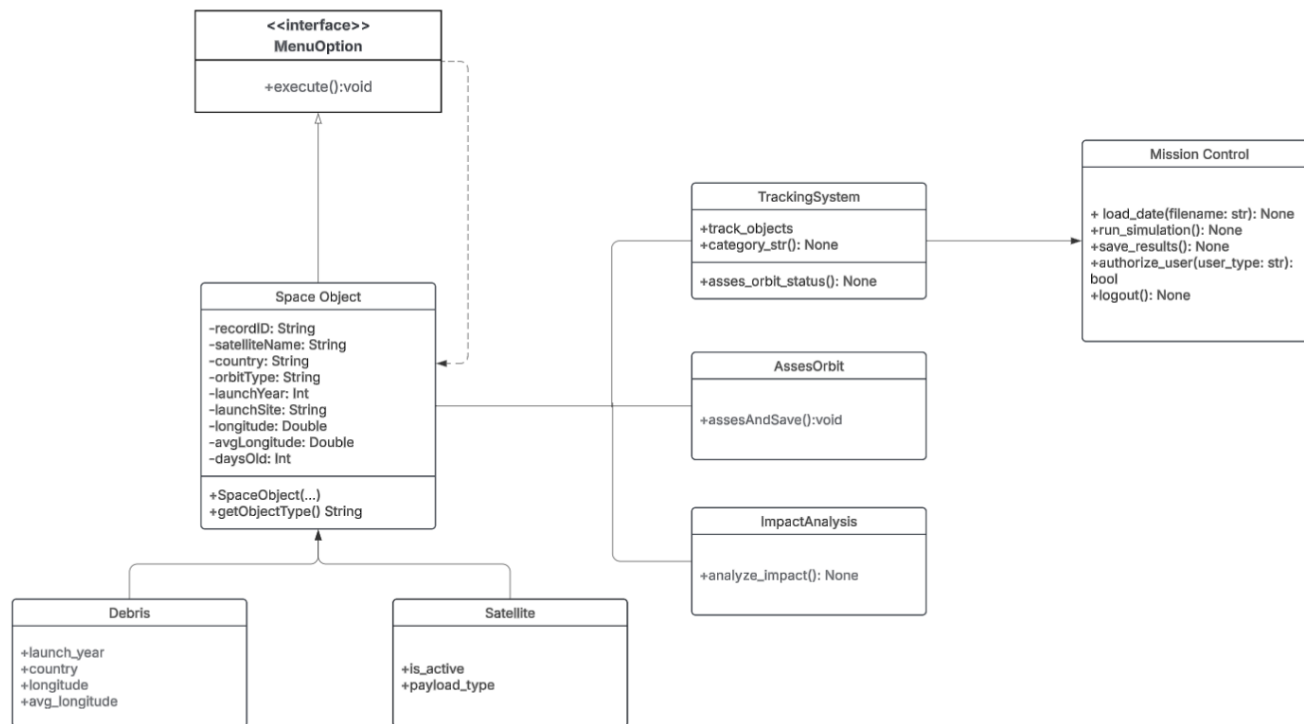 <<interface>>
MenuOption
+execute():void
Mission Control
+ load_date(filename: str): None
+run_simulation(): None
+save_results(): None
+authorize_user(user_type: str):
bool
+logout(): None
TrackingSystem
+track_objects
+category_str(): None
+asses_orbit_status(): None
Space Object
-recordID: String
-satelliteName: String
-country: String
-orbitType: String
-launchYear: Int
-launchSite: String
-longitude: Double
-avgLongitude: Double
-daysOld: Int
+SpaceObject(...)
+getObjectType() String
AssesOrbit
+assesAndSave():void
ImpactAnalysis
+analyze_impact(): None
Debris
+launch_year
+country
+longitude
+avg_longitude
Satellite
+is_active
+payload_type